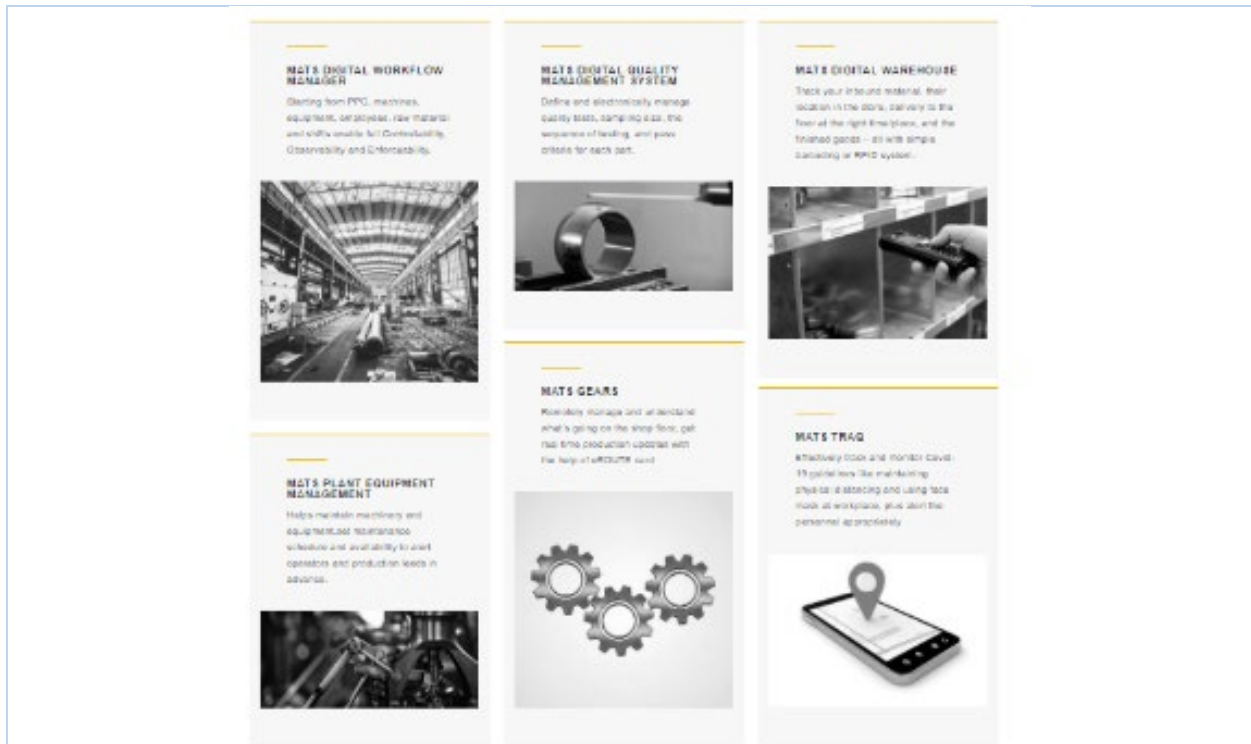 MATS DIGITAL WORKFLOW
MANAGER
Starting from PPC, machines,
equipment, employees, raw material
and shifts enable full Controllability,
Observability and Enforceability.
MATS DIGITAL QUALITY
MANAGEMENT SYSTEM
Define and electronically manage
quality tests, sampling size, the
sequence of testing, and pass
criteria for each part.
MATS DIGITAL WAREHOUSE
Track your inbound material, their
location in the store, delivery to the
floor at the right time/place, and the
finished goods – all with simple
barcoding or RFID system.
MATS PLANT EQUIPMENT
MANAGEMENT
Helps maintain machinery and
equipment,set maintenance
schedule and availability to alert
operators and production leads in
advance.
MATS GEARS
Remotely manage and understand
what's going on the shop floor, get
real time production updates with
the help of eROUTE card
MATS TRAQ
Effectively track and monitor Covid-
19 guidelines like maintaining
physical distancing and using face
mask at workplace, plus alert the
personnel appropriately